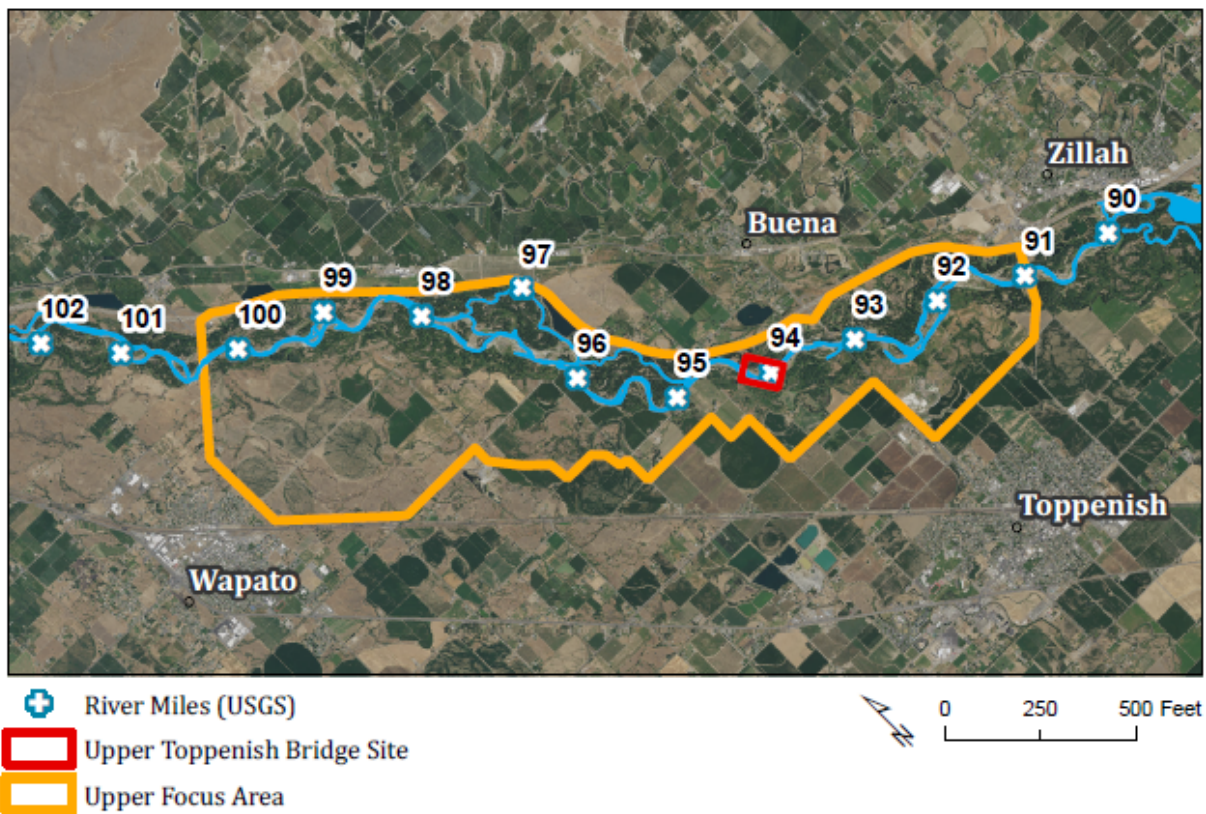 Zillah
90
Buena
91
97
92
99
98
102
93
100
101
94
96
95
Toppenish
Wapato
River Miles (USGS)
N
0 250 500 Feet
Upper Toppenish Bridge Site
Upper Focus Area